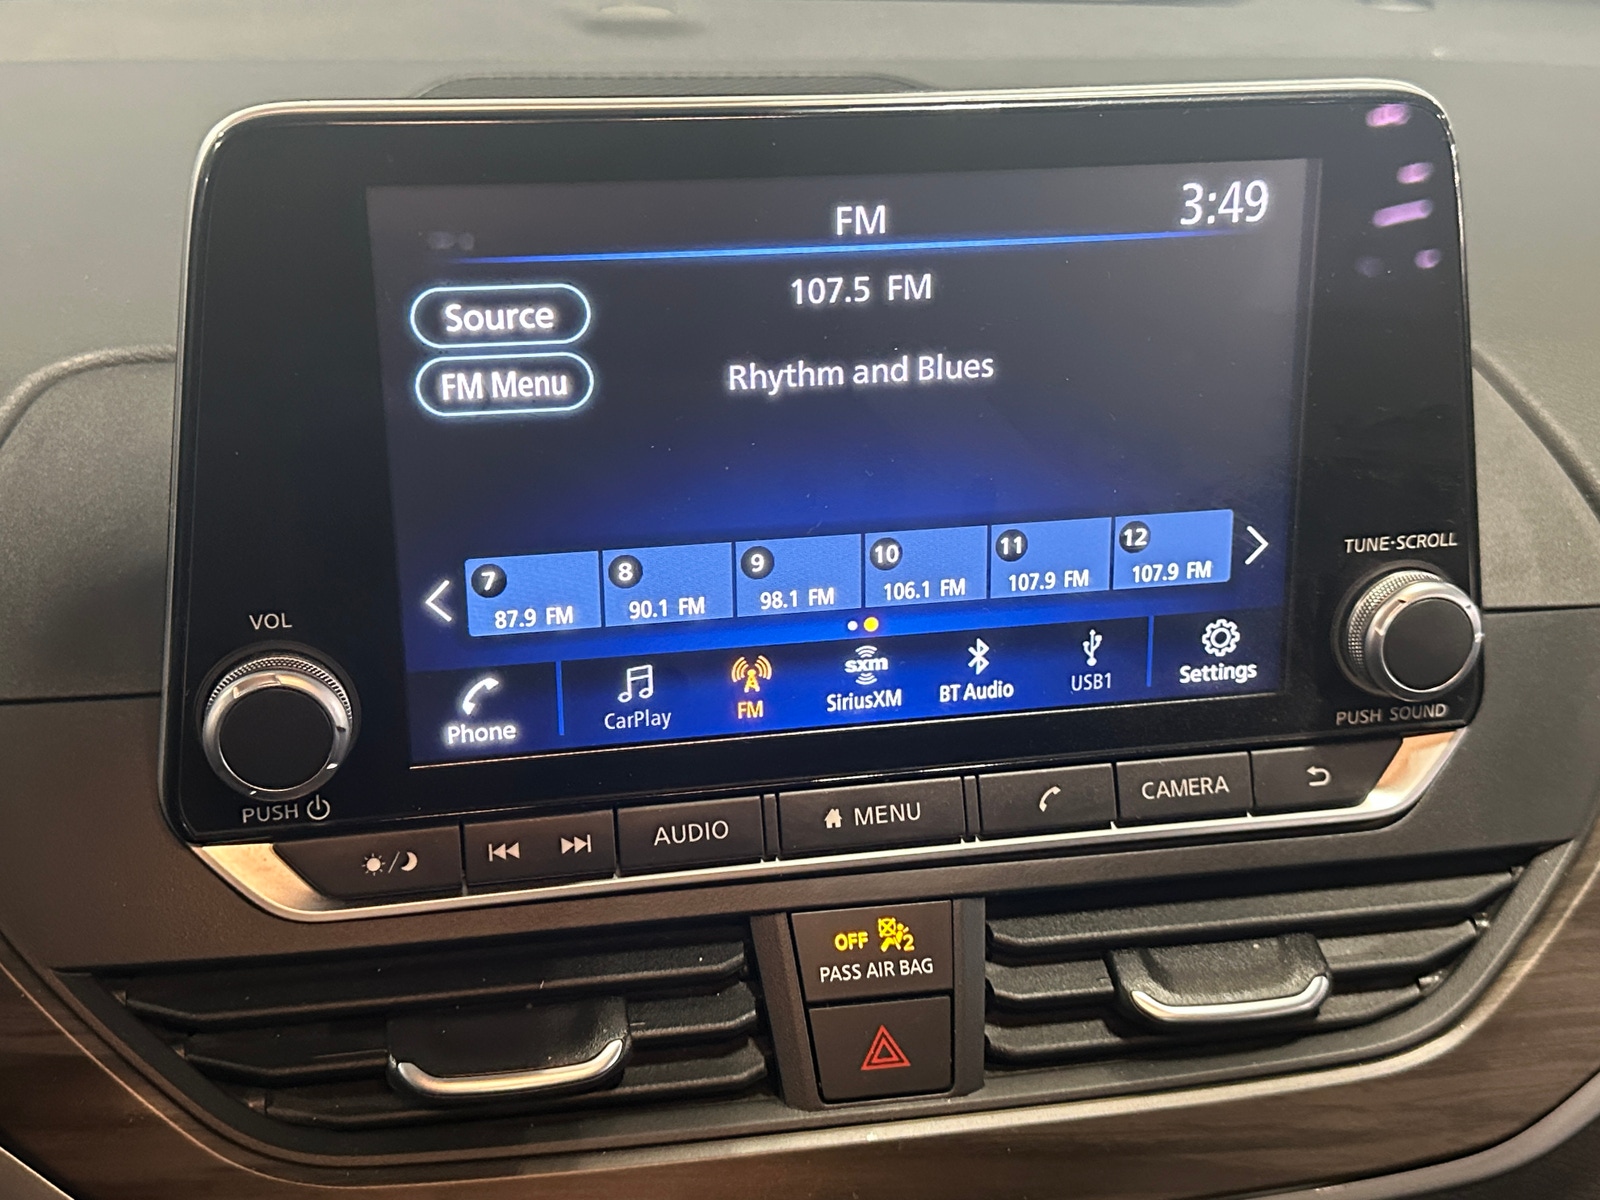 FM
3:49
107.5 FM
Source
Rhythm and Blues
FM Menu
7
8
9
10
11
12
87.9 FM
90.1 FM
98.1 FM
106.1 FM
107.9 FM
107.9 FM
Phone
CarPlay
FM
sxm
SiriusXM
BT Audio
USB1
Settings
VOL
PUSH
TUNE·SCROLL
PUSH SOUND
AUDIO
MENU
CAMERA
OFF 2
PASS AIR BAG